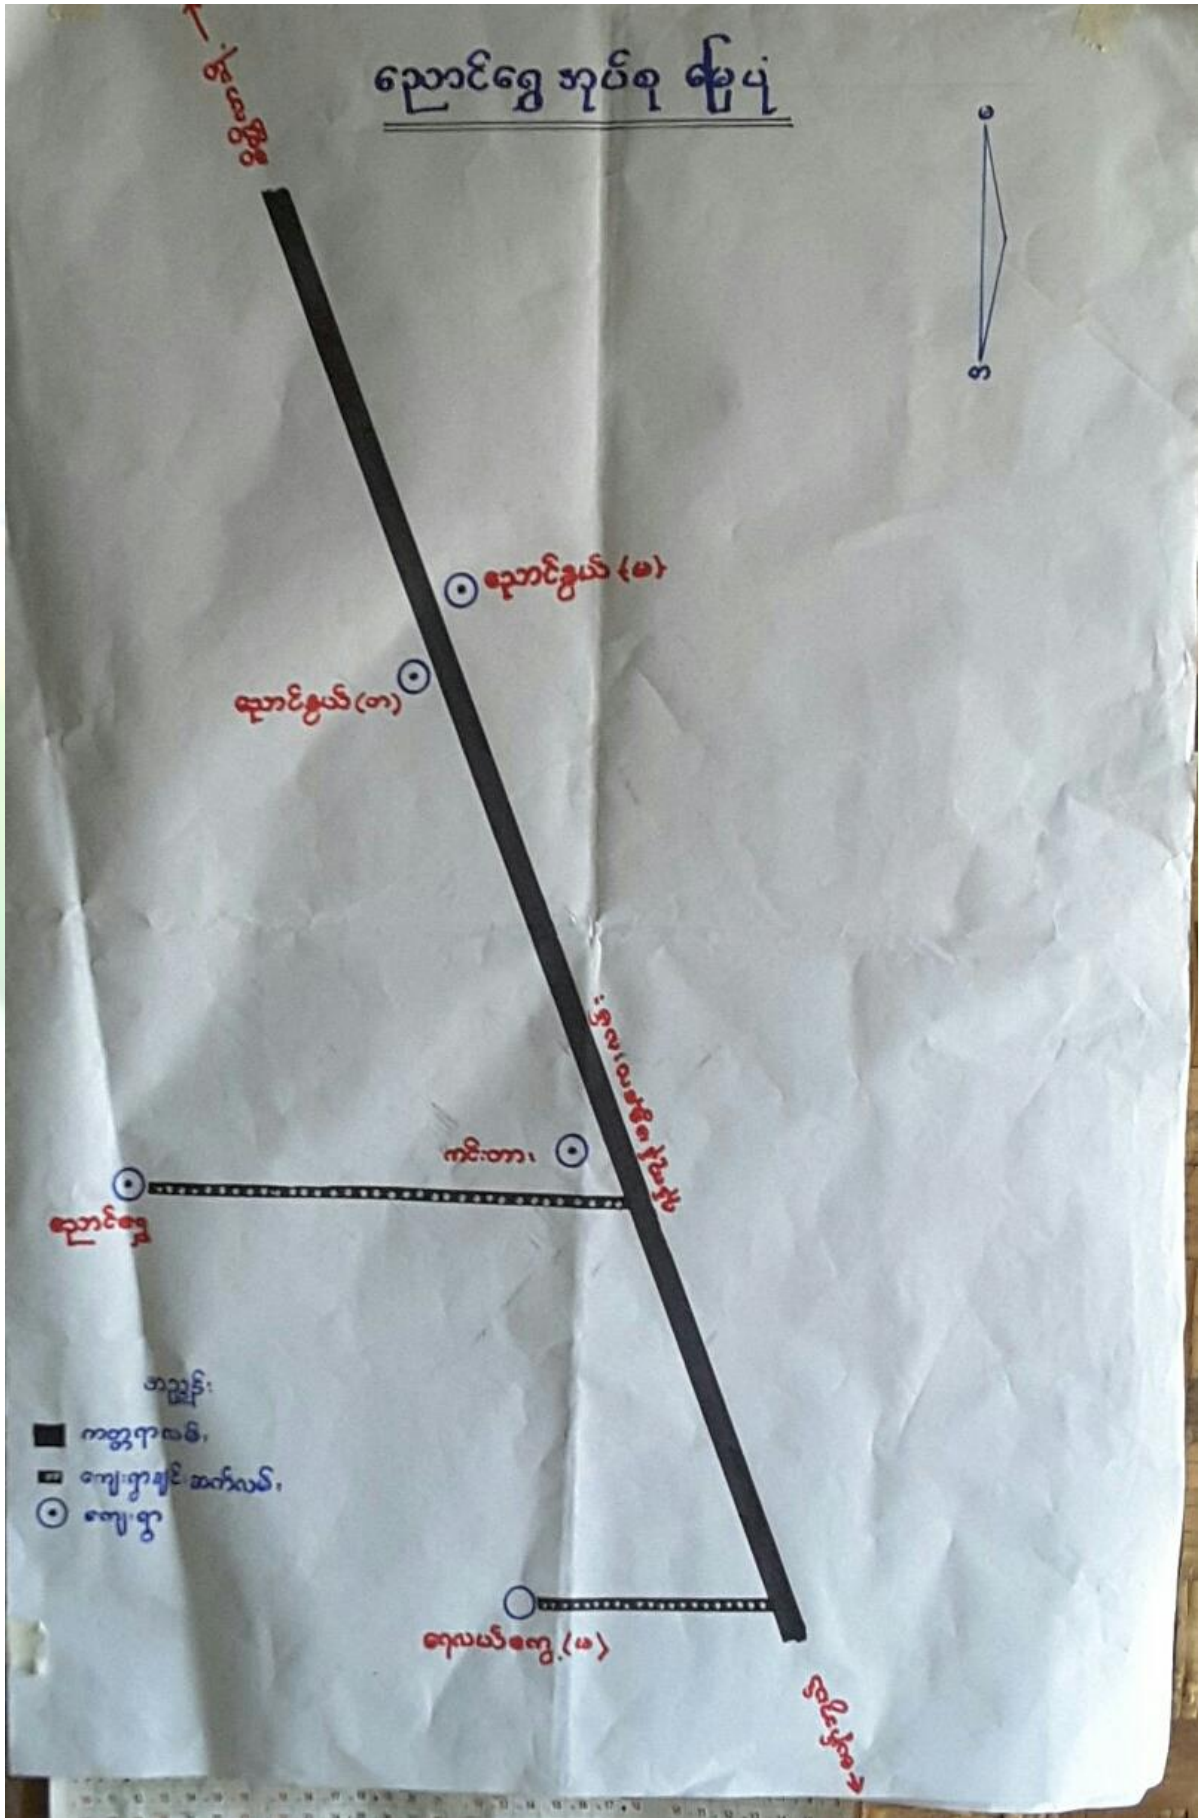 ညောင်ရွှေ အုပ်စု မြေပုံ
မ
တ
ညောင်နွယ် (မ)
ညောင်နွယ် (တ)
ကင်းတာ၊
ညောင်ရွှေ
အညွှန်း
ကတ္တရာလမ်း
ကျေးရွာချင်းဆက်လမ်း
ကျေးရွာ
ရေလယ်ကွေ့ (မ)